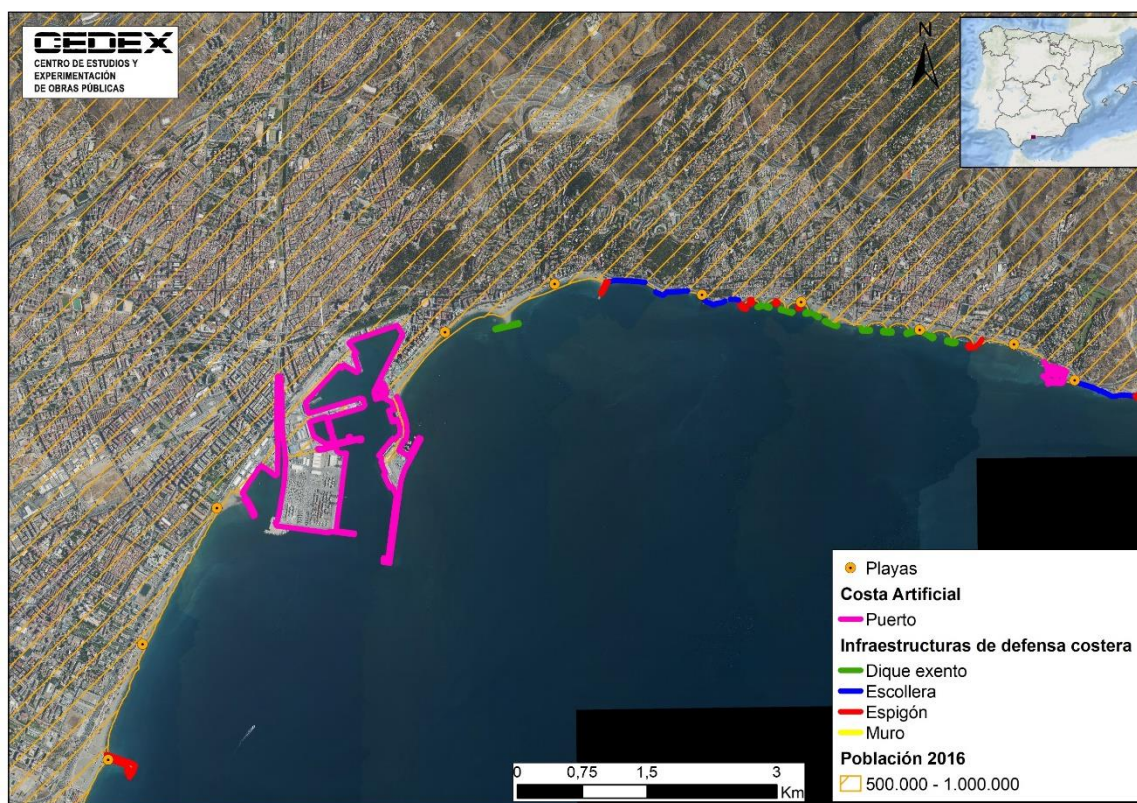 CEDEX
CENTRO DE ESTUDIOS Y
EXPERIMENTACIÓN
DE OBRAS PÚBLICAS
N
Playas
Costa Artificial
Puerto
Infraestructuras de defensa costera
Dique exento
Escollera
Espigón
Muro
Población 2016
500.000 - 1.000.000
0 0,75 1,5 3
Km